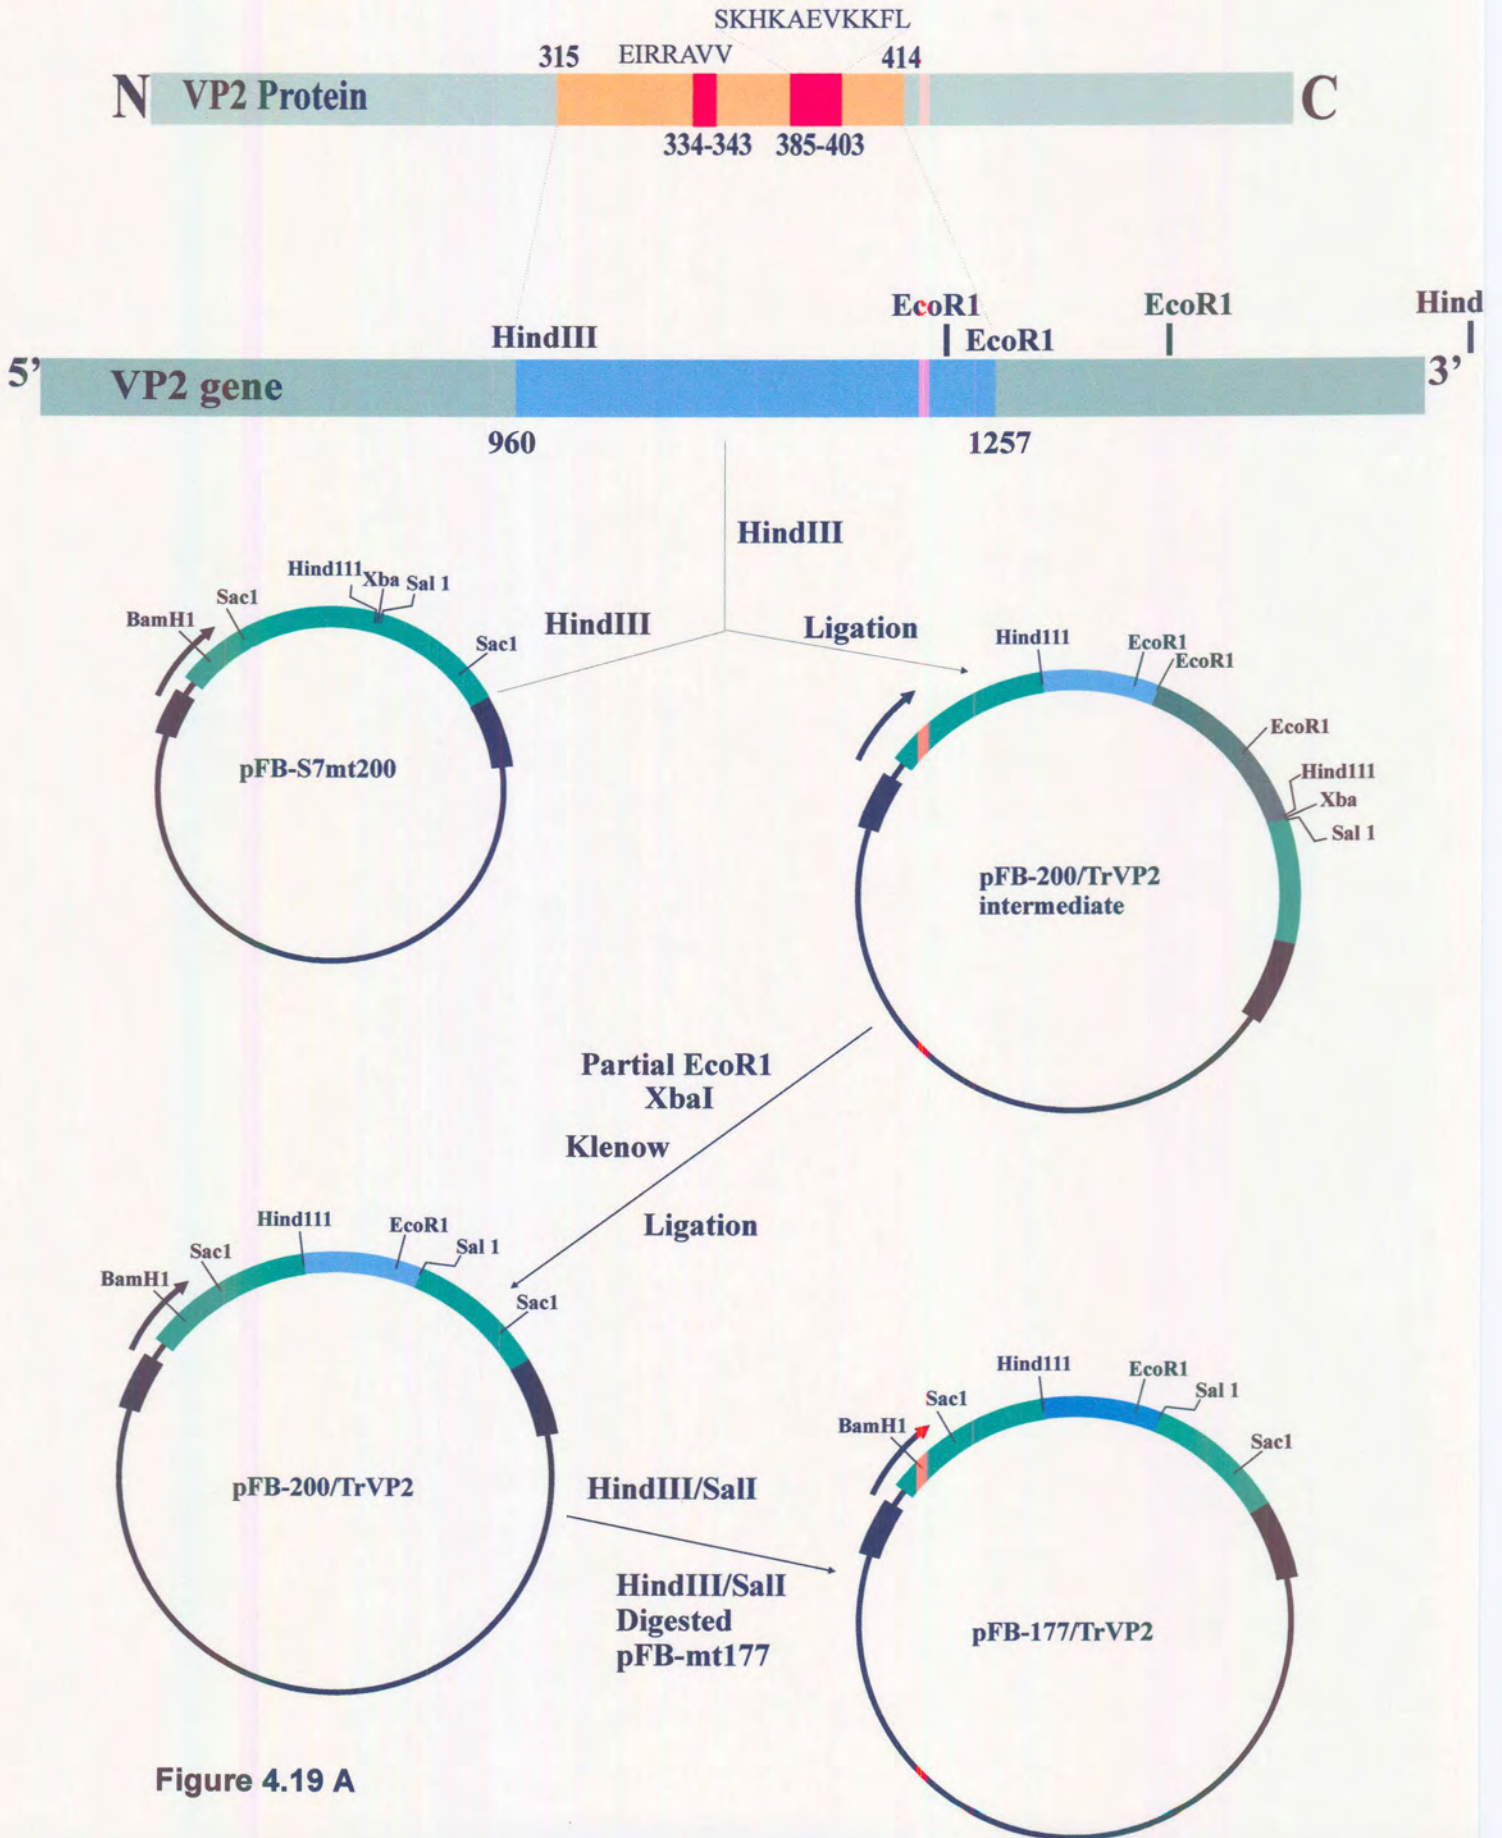 SKHKAEVKKFL
315 EIRRAVV 414
N VP2 Protein C
334-343 385-403
EcoR1 EcoR1 Hind
HindIII EcoR1
5' VP2 gene 3'
960 1257
HindIII
Hind111 Xba Sal 1
Sac1
BamH1
HindIII
Ligation
Sac1
pFB-S7mt200
Hind111
EcoR1
EcoR1
EcoR1
Hind111
Xba
Sal 1
pFB-200/TrVP2
intermediate
Partial EcoR1
XbaI
Klenow
Ligation
Hind111
EcoR1
Sal 1
Sac1
BamH1
Sac1
pFB-200/TrVP2
HindIII/SalI
HindIII/SalI
Digested
pFB-mt177
Hind111
EcoR1
Sal 1
Sac1
BamH1
Sac1
pFB-177/TrVP2
Figure 4.19 A